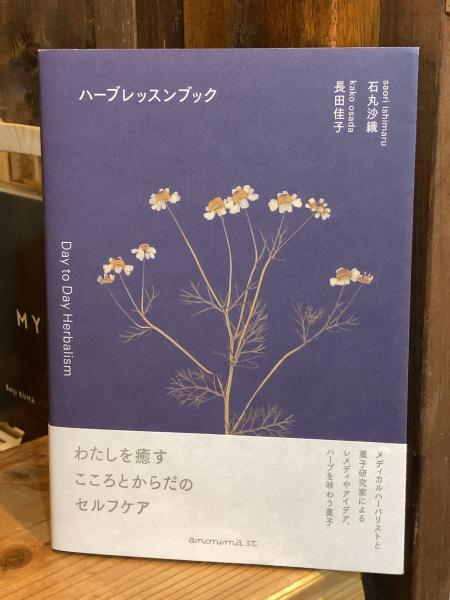 ハーブレッスンブック
saori ishimaru
石丸沙織
kako osada
長田佳子
Day to Day Herbalism
わたしを癒す
こころとからだの
セルフケア
メディカルハーバリストと
菓子研究家による
レメディやアイデア、
ハーブを味わう菓子
anonima st.
MY
Seiji KUMA